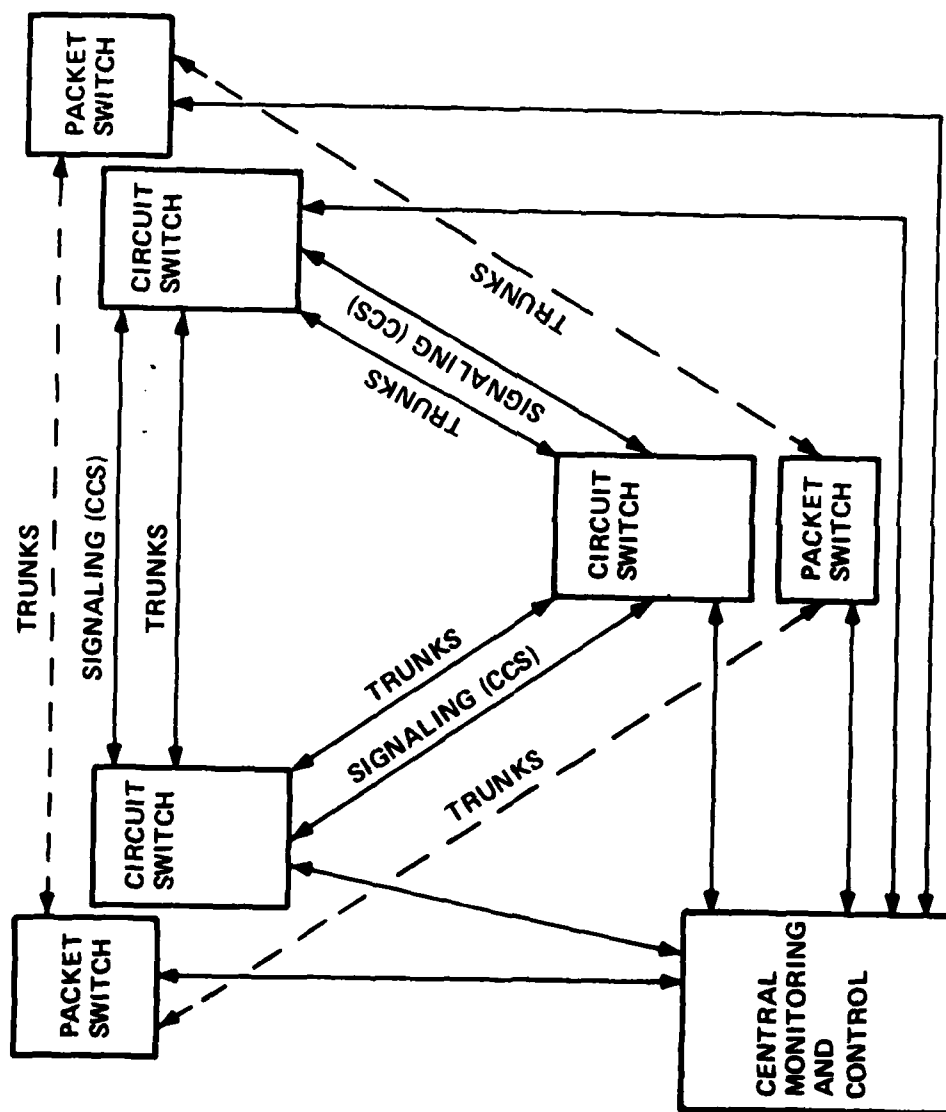 PACKET
SWITCH
TRUNKS
PACKET
SWITCH
CIRCUIT
SWITCH
SIGNALING (CCS)
TRUNKS
CIRCUIT
SWITCH
TRUNKS
SIGNALING (CCS)
TRUNKS
SIGNALING (CCS)
TRUNKS
TRUNKS
CIRCUIT
SWITCH
PACKET
SWITCH
CENTRAL
MONITORING
AND
CONTROL